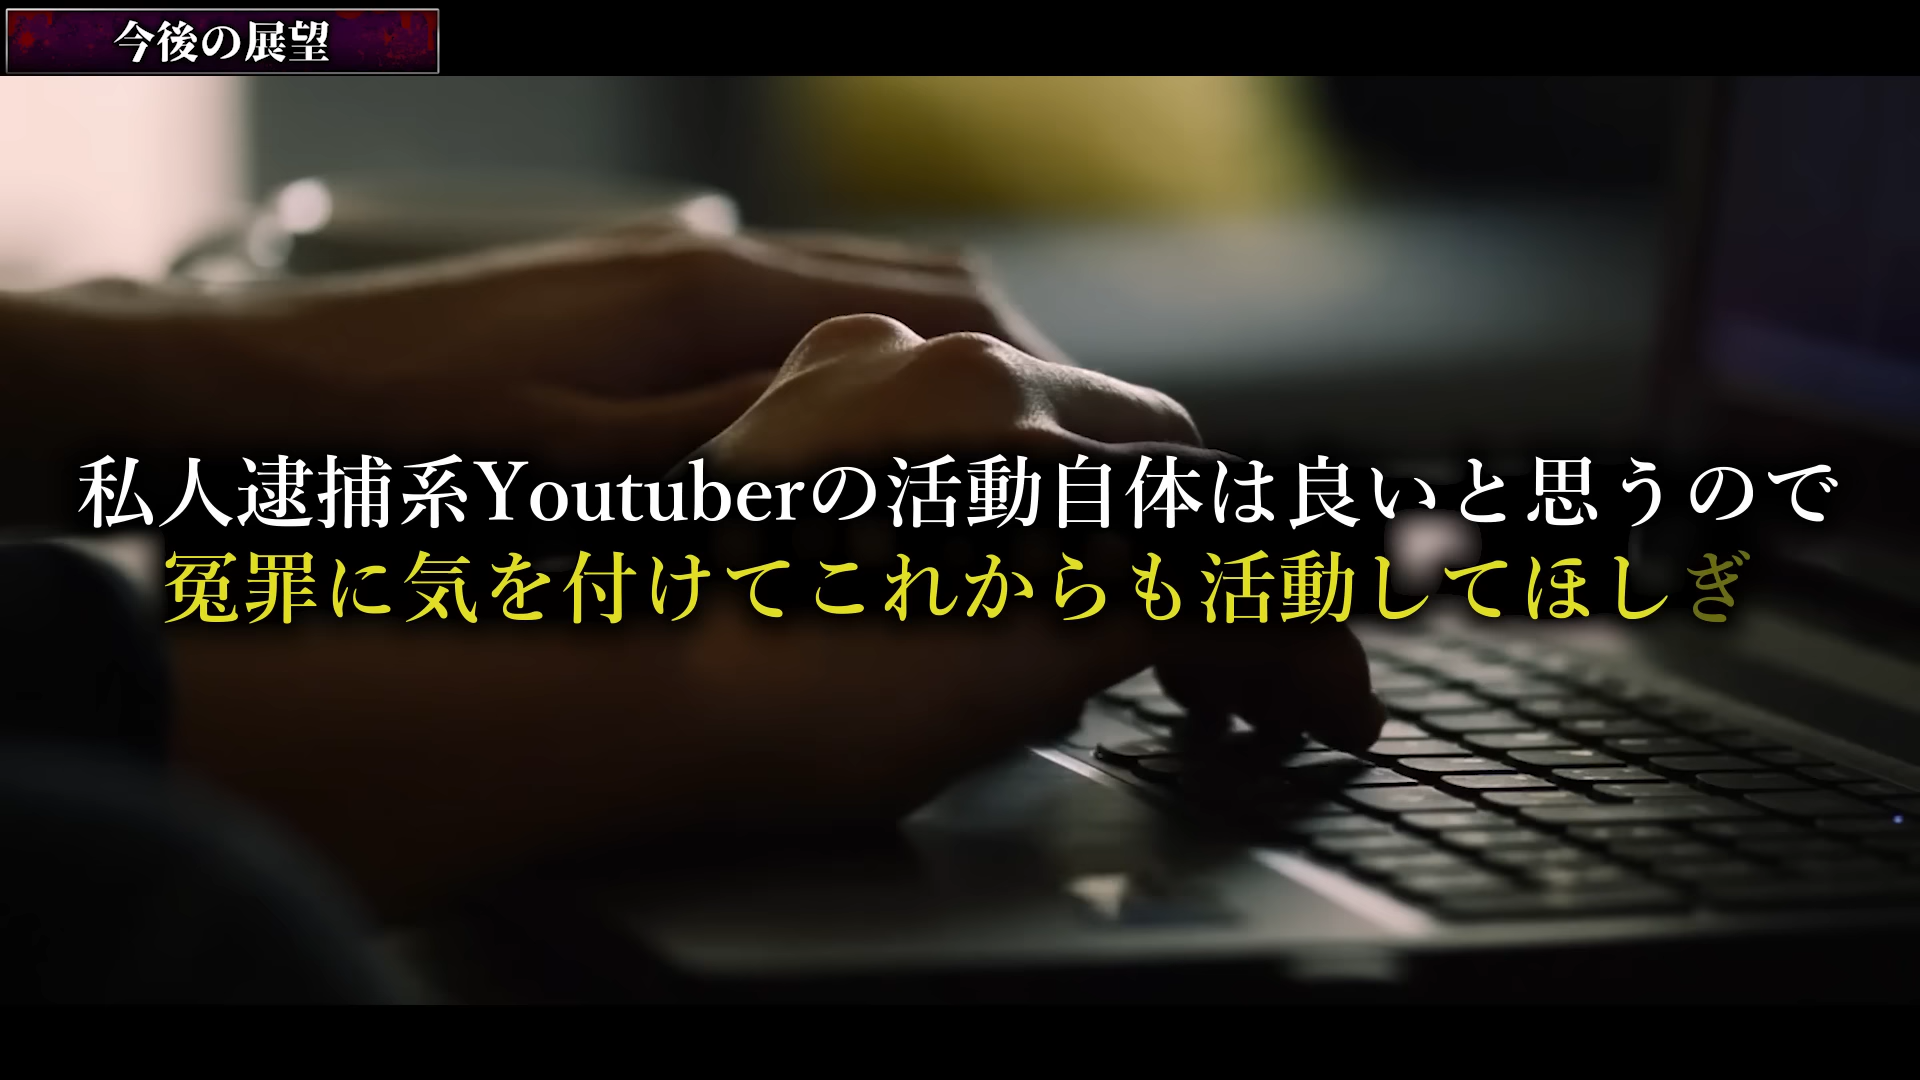 今後の展望
私人逮捕系Youtuberの活動自体は良いと思うので
冤罪に気を付けてこれからも活動してほしぎ